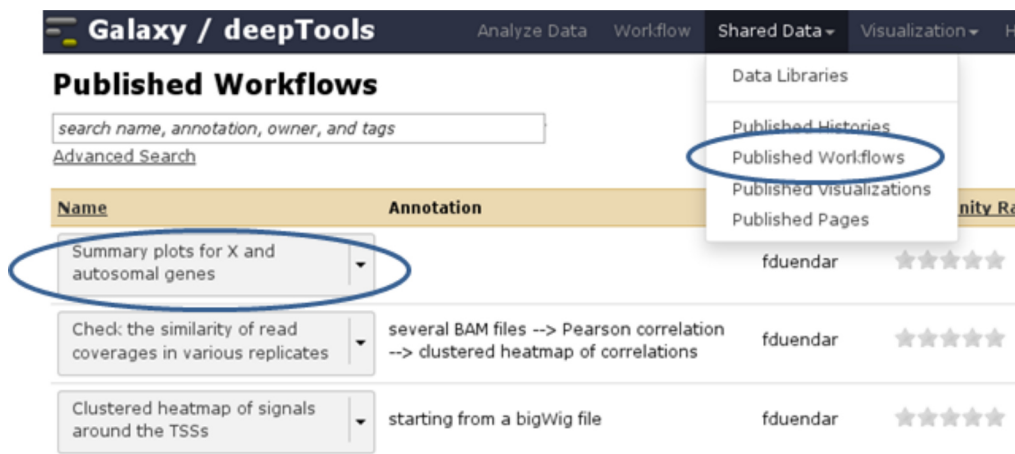 Galaxy / deepTools
Analyze Data
Workflow
Shared Data
Visualization
Data Libraries
Published Histories
Published Workflows
Published Visualizations
Published Pages
Published Workflows
search name, annotation, owner, and tags
Advanced Search
Name
Annotation
nity Ra
Summary plots for X and
autosomal genes
fduendar
Check the similarity of read
coverages in various replicates
several BAM files --> Pearson correlation
--> clustered heatmap of correlations
fduendar
Clustered heatmap of signals
around the TSSs
starting from a bigWig file
fduendar